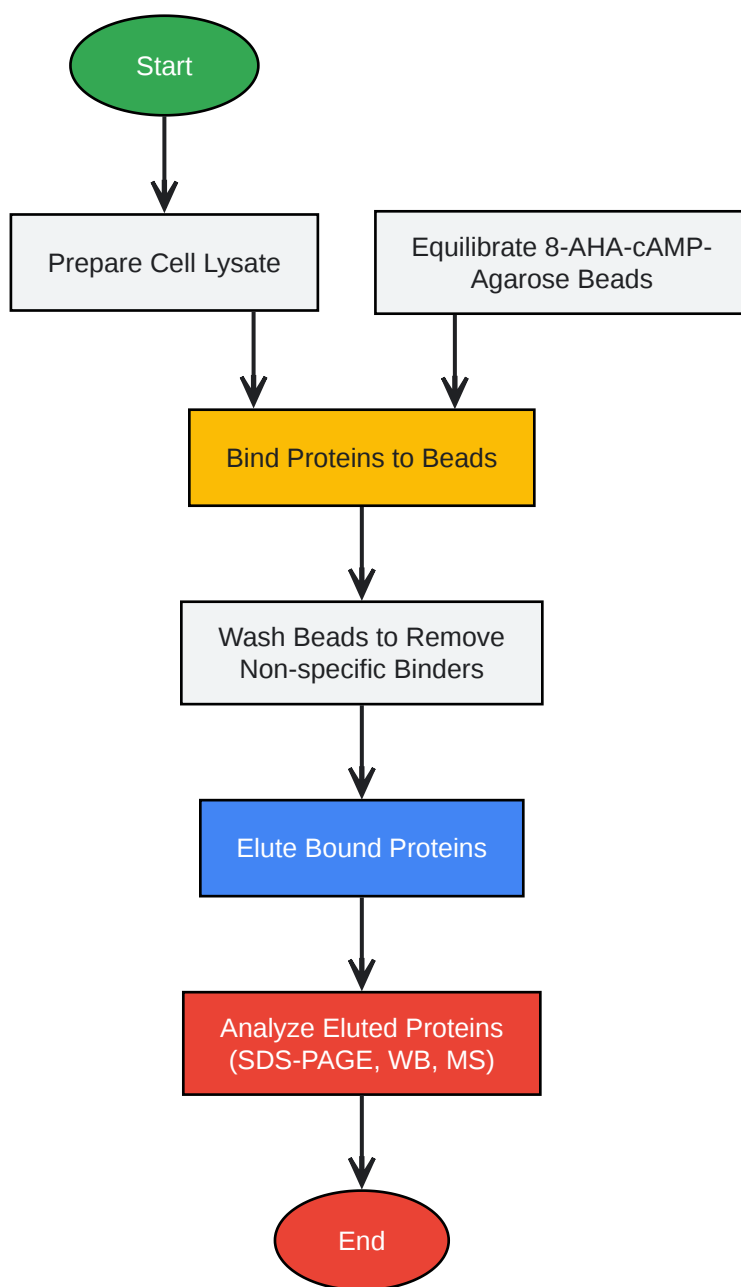 Start
Prepare Cell Lysate
Equilibrate 8-AHA-cAMP-
Agarose Beads
Bind Proteins to Beads
Wash Beads to Remove
Non-specific Binders
Elute Bound Proteins
Analyze Eluted Proteins
(SDS-PAGE, WB, MS)
End